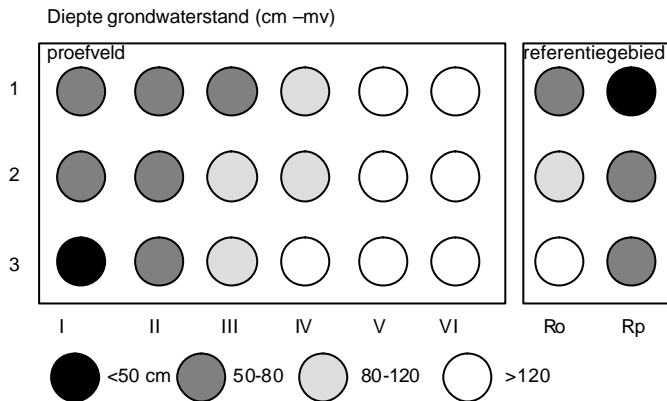 Diepte grondwaterstand (cm –mv)
proefveld referentiegebied
1
2
3
I II III IV V VI Ro Rp
<50 cm 50-80 80-120 >120